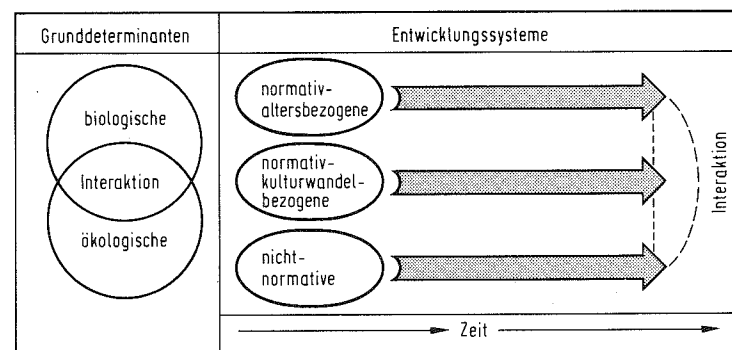 Grunddeterminanten
Entwicklungssysteme
biologische
Interaktion
ökologische
normativ-
altersbezogene
normativ-
kulturwandel-
bezogene
nicht-
normative
Interaktion
Zeit